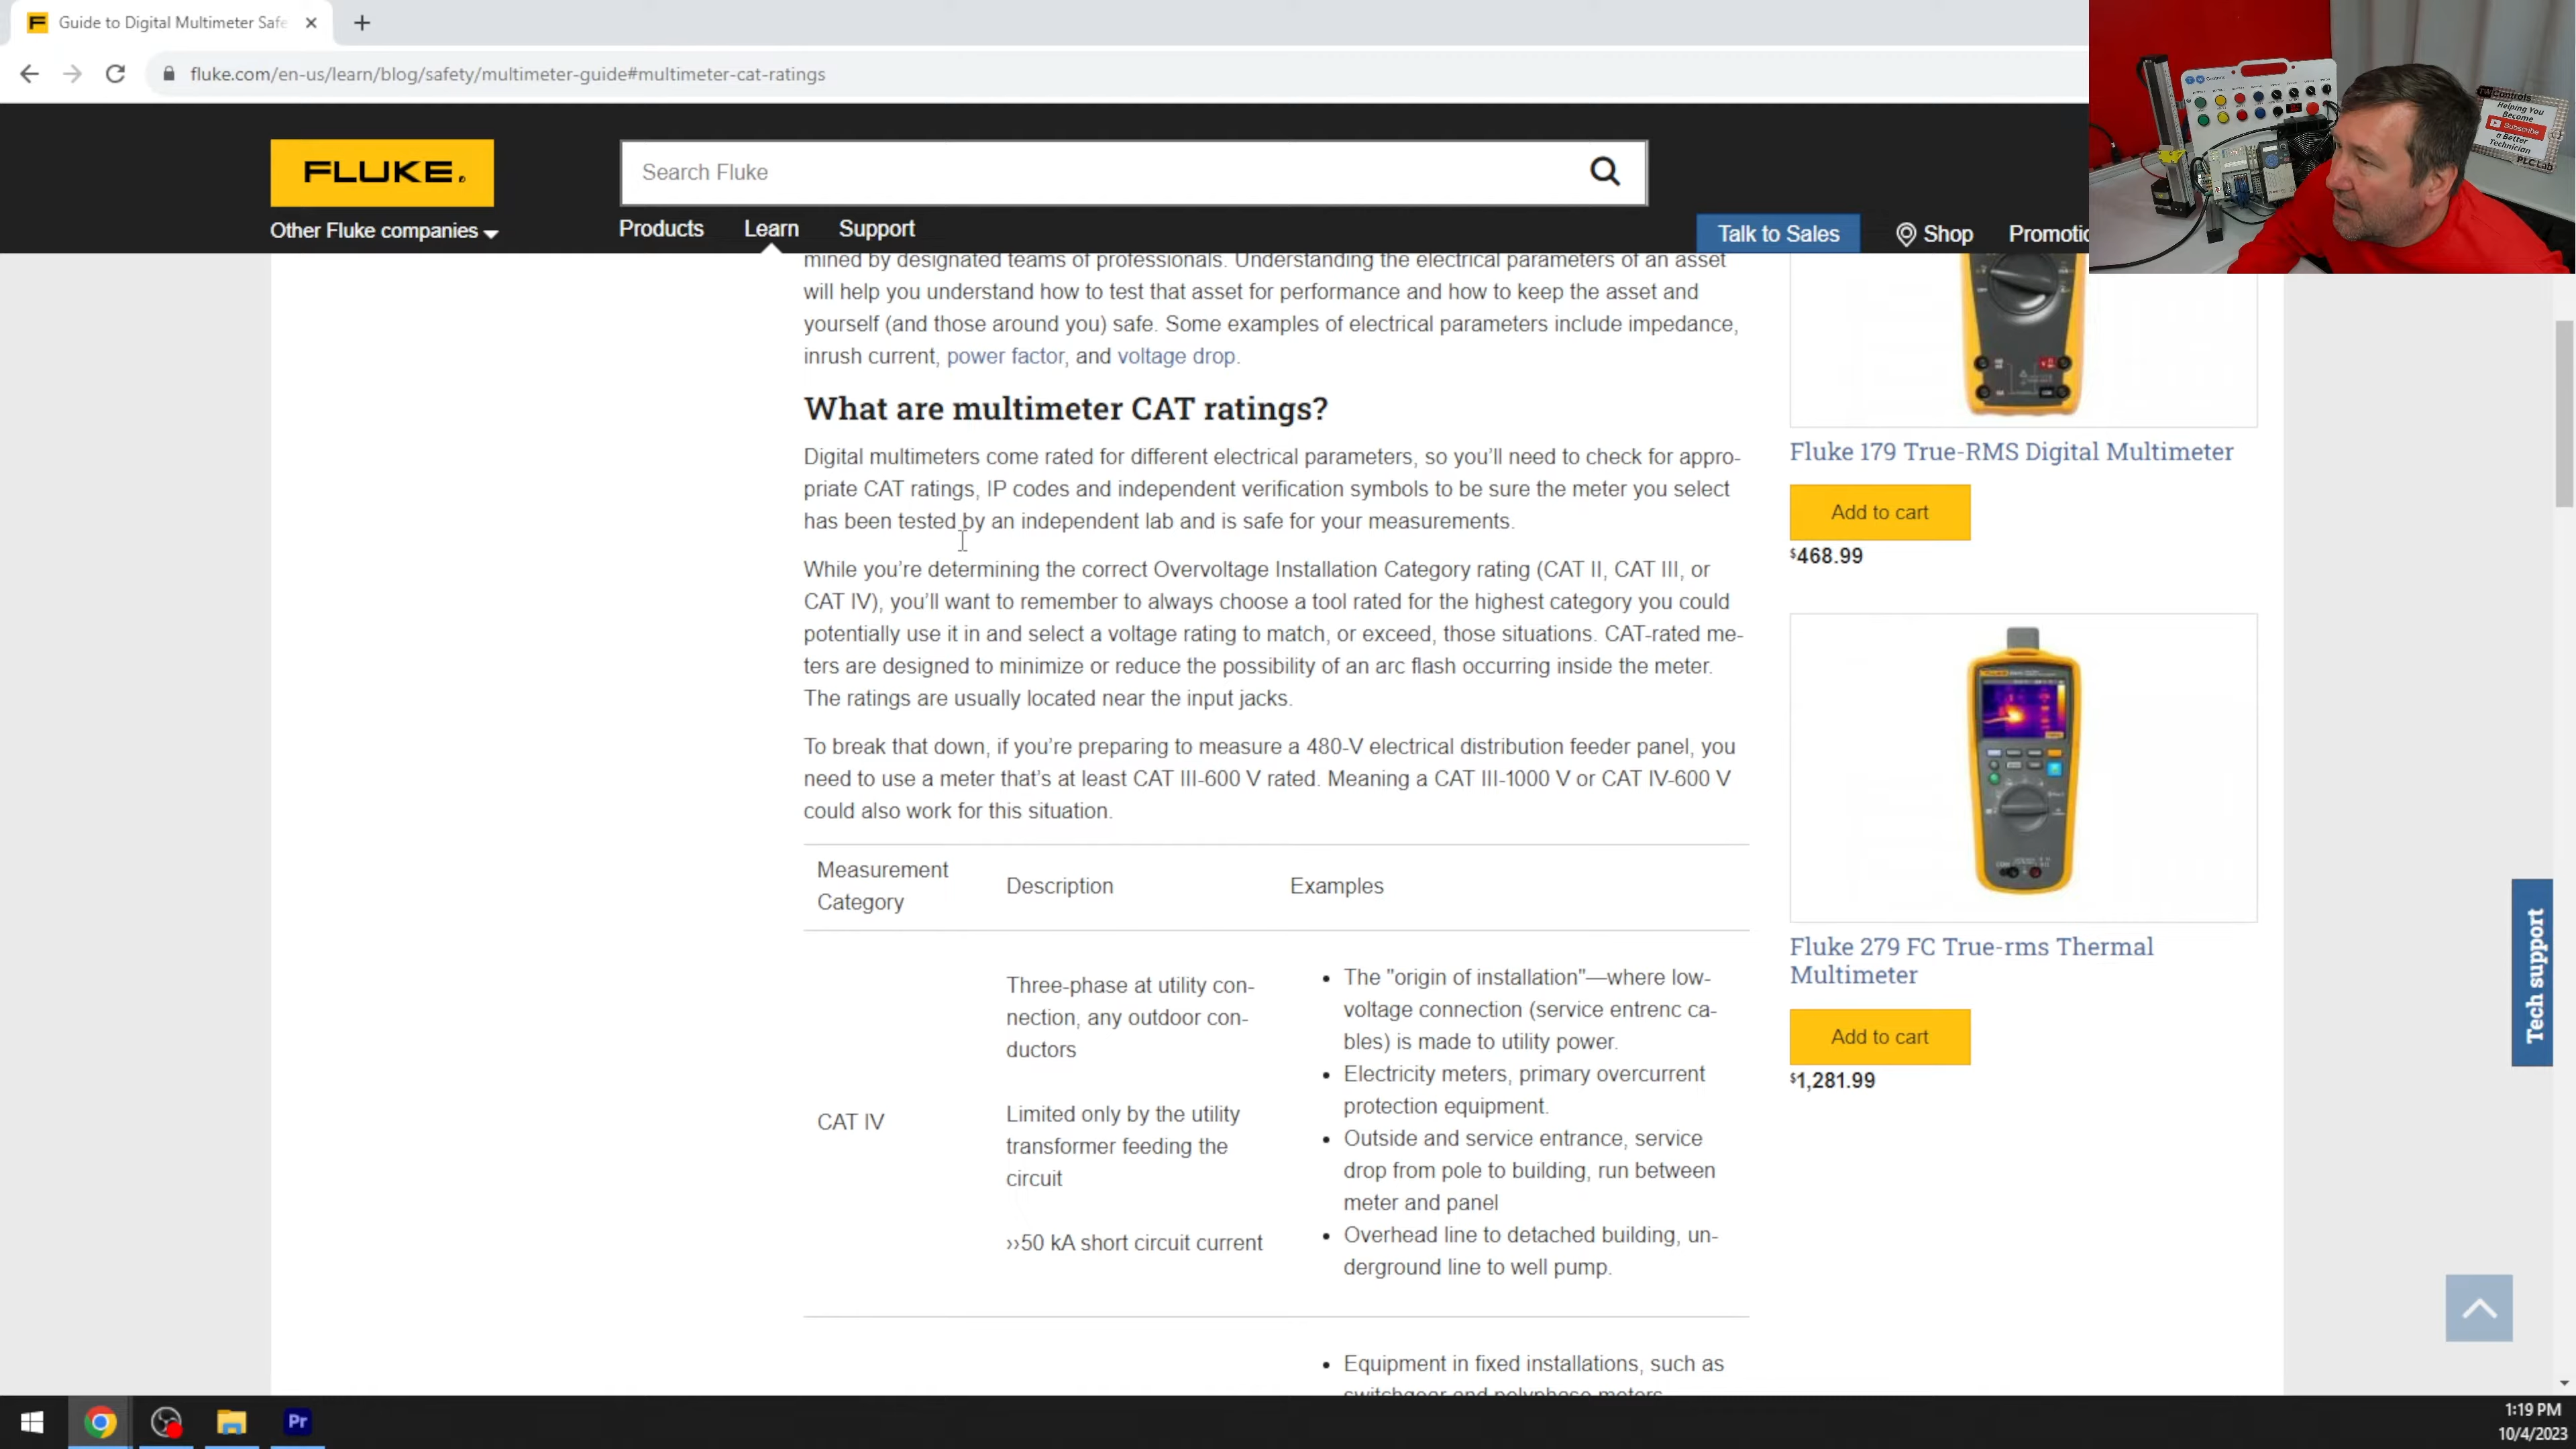 Guide to Digital Multimeter Safe
fluke.com/en-us/learn/blog/safety/multimeter-guide#multimeter-cat-ratings
FLUKE
Search Fluke
Other Fluke companies
Products
Learn
Support
Talk to Sales
Shop
Promotio
Controls
Helping You
Become
Subscribe
a Better
Technician
PLC Lab
mined by designated teams of professionals. Understanding the electrical parameters of an asset
will help you understand how to test that asset for performance and how to keep the asset and
yourself (and those around you) safe. Some examples of electrical parameters include impedance,
inrush current, power factor, and voltage drop.
What are multimeter CAT ratings?
Digital multimeters come rated for different electrical parameters, so you’ll need to check for appro-
priate CAT ratings, IP codes and independent verification symbols to be sure the meter you select
has been tested by an independent lab and is safe for your measurements.
While you’re determining the correct Overvoltage Installation Category rating (CAT II, CAT III, or
CAT IV), you’ll want to remember to always choose a tool rated for the highest category you could
potentially use it in and select a voltage rating to match, or exceed, those situations. CAT-rated me-
ters are designed to minimize or reduce the possibility of an arc flash occurring inside the meter.
The ratings are usually located near the input jacks.
To break that down, if you’re preparing to measure a 480-V electrical distribution feeder panel, you
need to use a meter that’s at least CAT III-600 V rated. Meaning a CAT III-1000 V or CAT IV-600 V
could also work for this situation.
Measurement
Category
Description
Examples
CAT IV
Three-phase at utility con-
nection, any outdoor con-
ductors
Limited only by the utility
transformer feeding the
circuit
››50 kA short circuit current
• The "origin of installation"—where low-
voltage connection (service entrenc ca-
bles) is made to utility power.
• Electricity meters, primary overcurrent
protection equipment.
• Outside and service entrance, service
drop from pole to building, run between
meter and panel
• Overhead line to detached building, un-
derground line to well pump.
• Equipment in fixed installations, such as
switchgear and polyphase motors
Fluke 179 True-RMS Digital Multimeter
Add to cart
$468.99
Fluke 279 FC True-rms Thermal
Multimeter
Add to cart
$1,281.99
Tech support
Pr
1:19 PM
10/4/2023